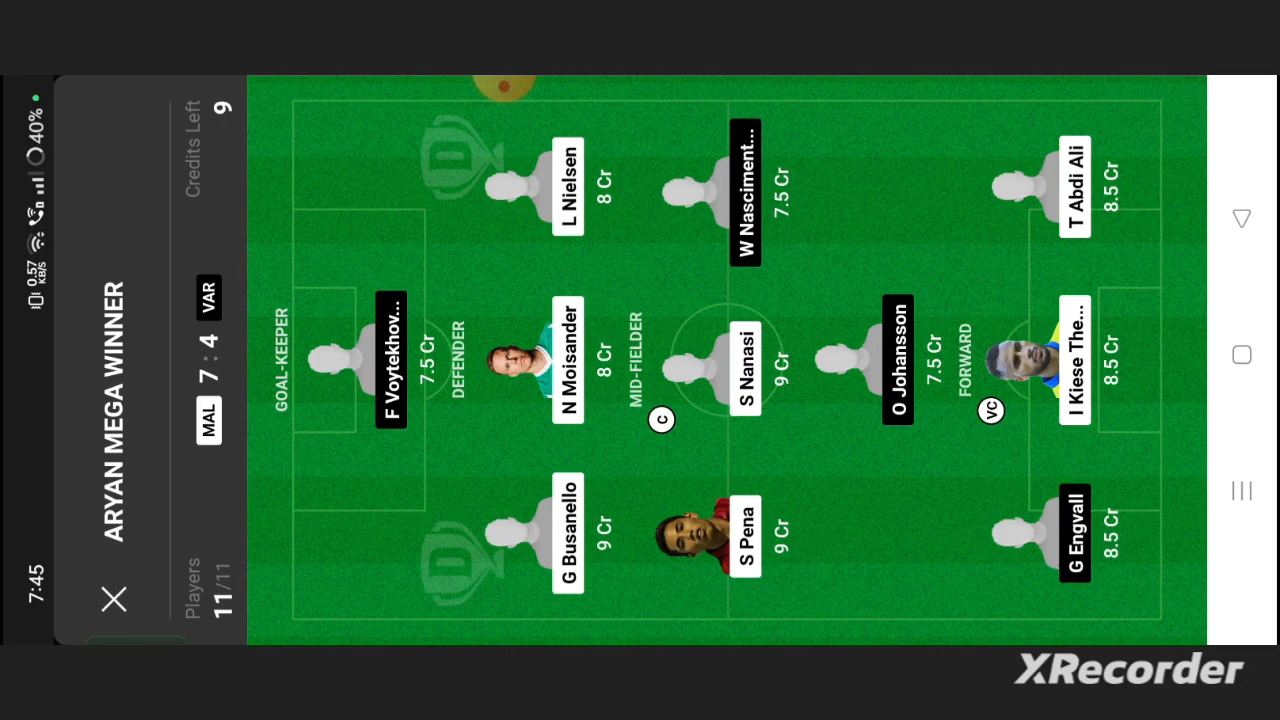 7:45
0.57
KB/S
40%
ARYAN MEGA WINNER
Players
11/11
MAL 7 : 4 VAR
Credits Left
9
GOAL-KEEPER
F Voytekhov...
7.5 Cr
DEFENDER
G Busanello
9 Cr
N Moisander
8 Cr
L Nielsen
8 Cr
MID-FIELDER
S Pena
9 Cr
C
S Nanasi
9 Cr
W Nasciment...
7.5 Cr
O Johansson
7.5 Cr
FORWARD
G Engvall
8.5 Cr
VC
I Kiese The...
8.5 Cr
T Abdi Ali
8.5 Cr
XRecorder